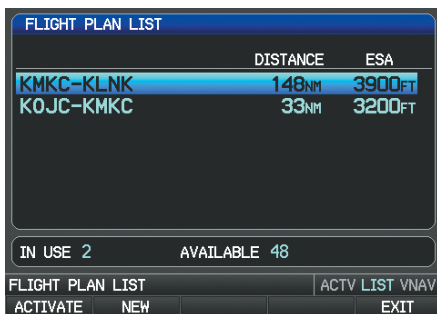 FLIGHT PLAN LIST
DISTANCE ESA
KMKC-KLNK 148NM 3900FT
KOJC-KMKC 33NM 3200FT
IN USE 2 AVAILABLE 48
FLIGHT PLAN LIST ACTV LIST VNAV
ACTIVATE NEW EXIT